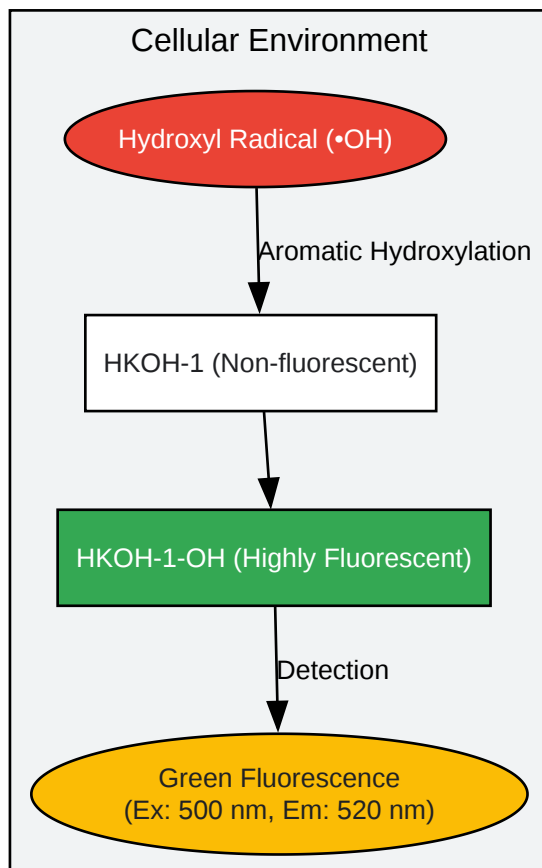 Cellular Environment
Hydroxyl Radical (•OH)
Aromatic Hydroxylation
HKOH-1 (Non-fluorescent)
HKOH-1-OH (Highly Fluorescent)
Detection
Green Fluorescence
(Ex: 500 nm, Em: 520 nm)